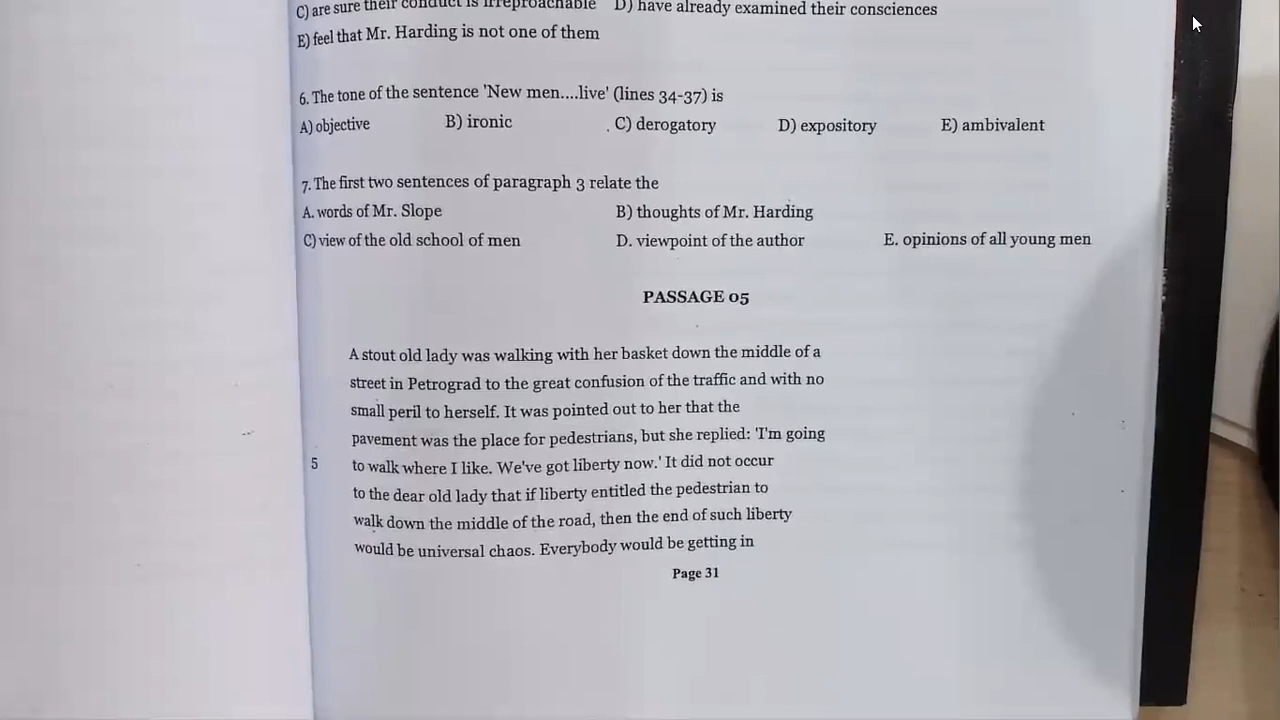 C) are sure their conduct is irreproachable D) have already examined their consciences
E) feel that Mr. Harding is not one of them
6. The tone of the sentence 'New men....live' (lines 34-37) is
A) objective B) ironic . C) derogatory D) expository E) ambivalent
7. The first two sentences of paragraph 3 relate the
A. words of Mr. Slope B) thoughts of Mr. Harding
C) view of the old school of men D. viewpoint of the author E. opinions of all young men
PASSAGE 05
A stout old lady was walking with her basket down the middle of a
street in Petrograd to the great confusion of the traffic and with no
small peril to herself. It was pointed out to her that the
pavement was the place for pedestrians, but she replied: 'I'm going
5 to walk where I like. We've got liberty now.' It did not occur
to the dear old lady that if liberty entitled the pedestrian to
walk down the middle of the road, then the end of such liberty
would be universal chaos. Everybody would be getting in
Page 31